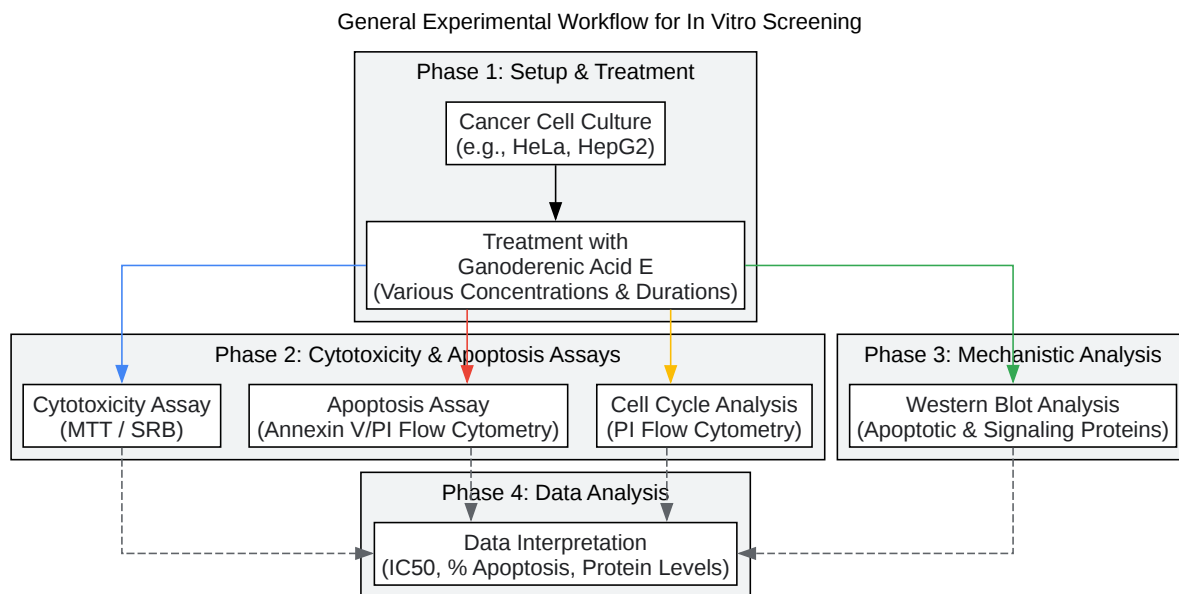 General Experimental Workflow for In Vitro Screening
Phase 1: Setup & Treatment
Cancer Cell Culture
(e.g., HeLa, HepG2)
Treatment with
Ganoderenic Acid E
(Various Concentrations & Durations)
Phase 2: Cytotoxicity & Apoptosis Assays
Cytotoxicity Assay
(MTT / SRB)
Apoptosis Assay
(Annexin V/PI Flow Cytometry)
Cell Cycle Analysis
(PI Flow Cytometry)
Phase 3: Mechanistic Analysis
Western Blot Analysis
(Apoptotic & Signaling Proteins)
Phase 4: Data Analysis
Data Interpretation
(IC50, % Apoptosis, Protein Levels)